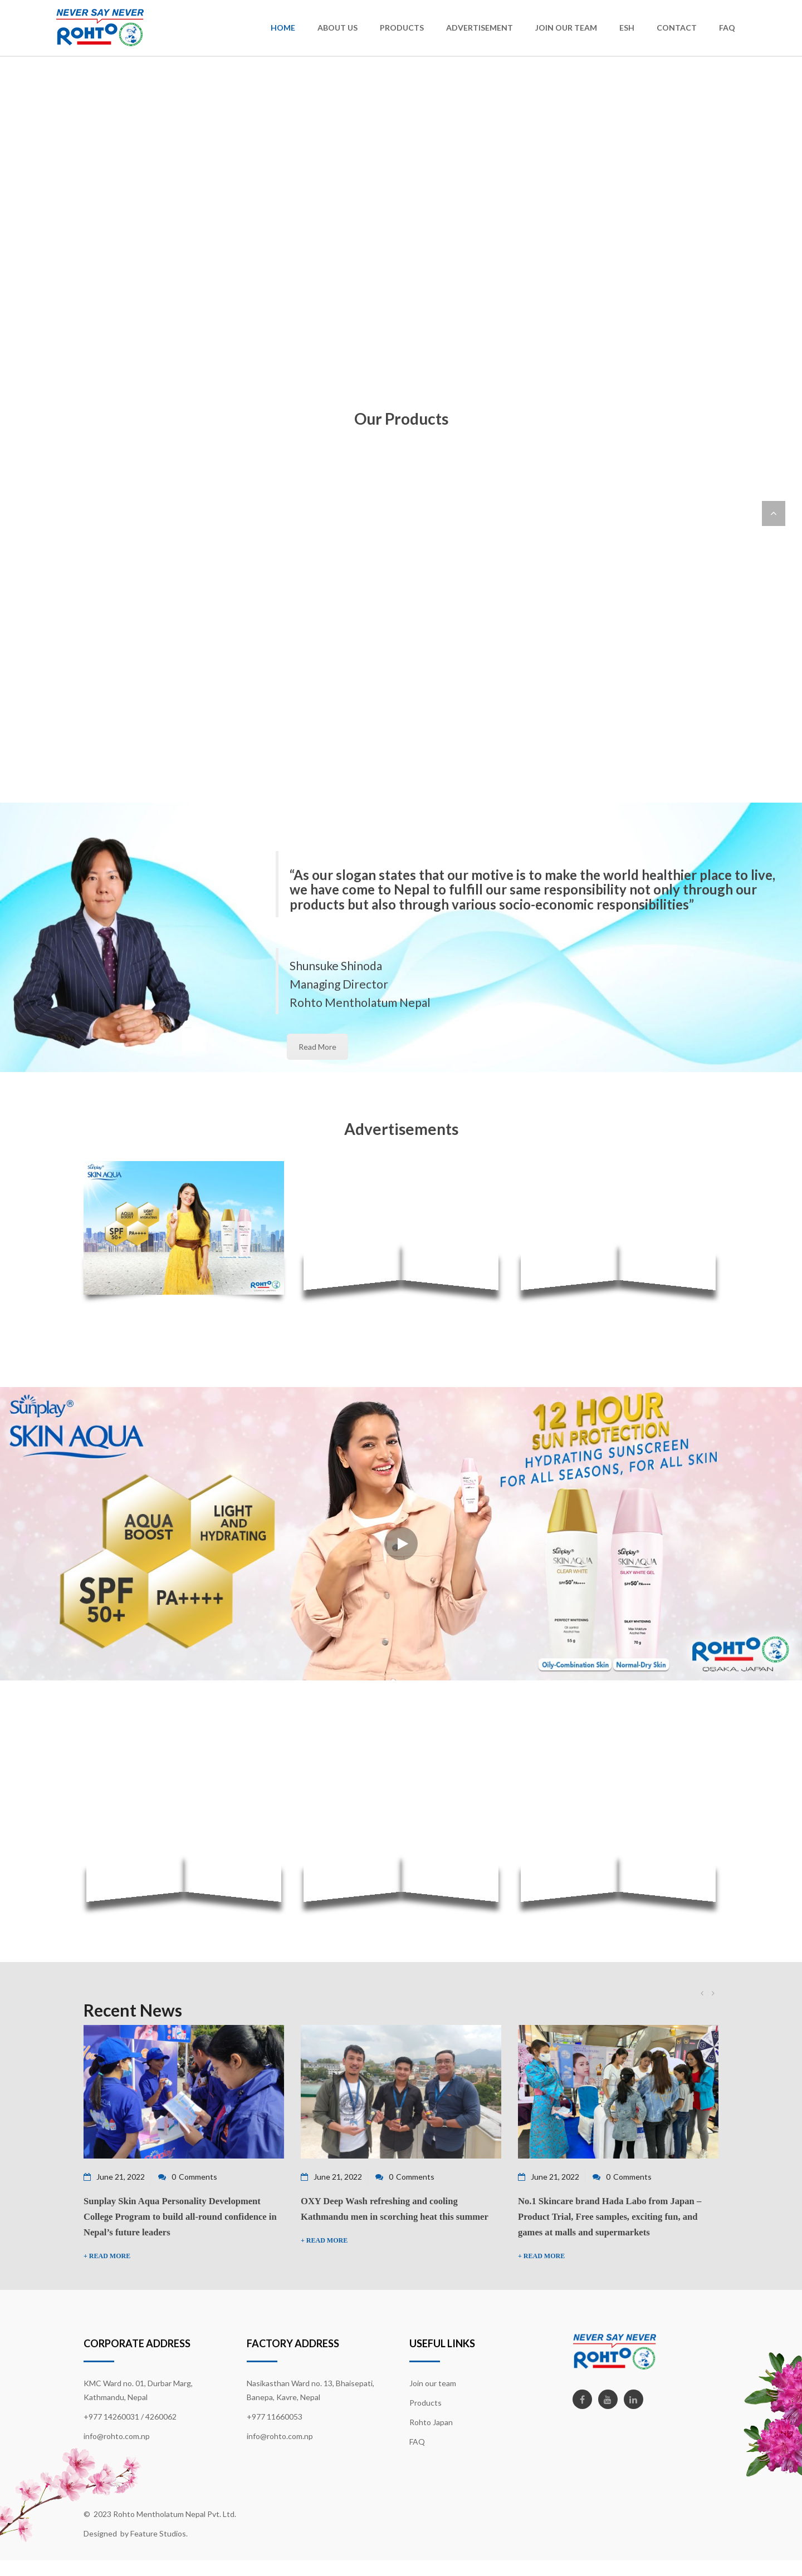 NEVER SAY NEVER
ROHTO
HOME
ABOUT US
PRODUCTS
ADVERTISEMENT
JOIN OUR TEAM
ESH
CONTACT
FAQ
Our Products
“As our slogan states that our motive is to make the world healthier place to live,
we have come to Nepal to fulfill our same responsibility not only through our
products but also through various socio-economic responsibilities”
Shunsuke Shinoda
Managing Director
Rohto Mentholatum Nepal
Read More
Advertisements
Sunplay
SKIN AQUA
AQUA BOOST
LIGHT AND HYDRATING
SPF 50+
PA++++
ROHTO
Sunplay®
SKIN AQUA
AQUA
BOOST
LIGHT
AND
HYDRATING
SPF
50+
PA++++
12 HOUR
SUN PROTECTION
HYDRATING SUNSCREEN
FOR ALL SEASONS, FOR ALL SKIN
Sunplay
SKIN AQUA
CLEAR WHITE
SPF50+ PA++++
PERFECT WHITENING
55 g
Oily-Combination Skin
Sunplay
SKIN AQUA
SILKY WHITE GEL
SPF50+ PA++++
SILKY WHITENING
70 g
Normal-Dry Skin
ROHTO
OSAKA, JAPAN
Recent News
June 21, 2022
0 Comments
Sunplay Skin Aqua Personality Development
College Program to build all-round confidence in
Nepal’s future leaders
+ READ MORE
June 21, 2022
0 Comments
OXY Deep Wash refreshing and cooling
Kathmandu men in scorching heat this summer
+ READ MORE
June 21, 2022
0 Comments
No.1 Skincare brand Hada Labo from Japan –
Product Trial, Free samples, exciting fun, and
games at malls and supermarkets
+ READ MORE
CORPORATE ADDRESS
KMC Ward no. 01, Durbar Marg,
Kathmandu, Nepal
+977 14260031 / 4260062
info@rohto.com.np
FACTORY ADDRESS
Nasikasthan Ward no. 13, Bhaisepati,
Banepa, Kavre, Nepal
+977 11660053
info@rohto.com.np
USEFUL LINKS
Join our team
Products
Rohto Japan
FAQ
NEVER SAY NEVER
ROHTO
© 2023 Rohto Mentholatum Nepal Pvt. Ltd.
Designed by Feature Studios.